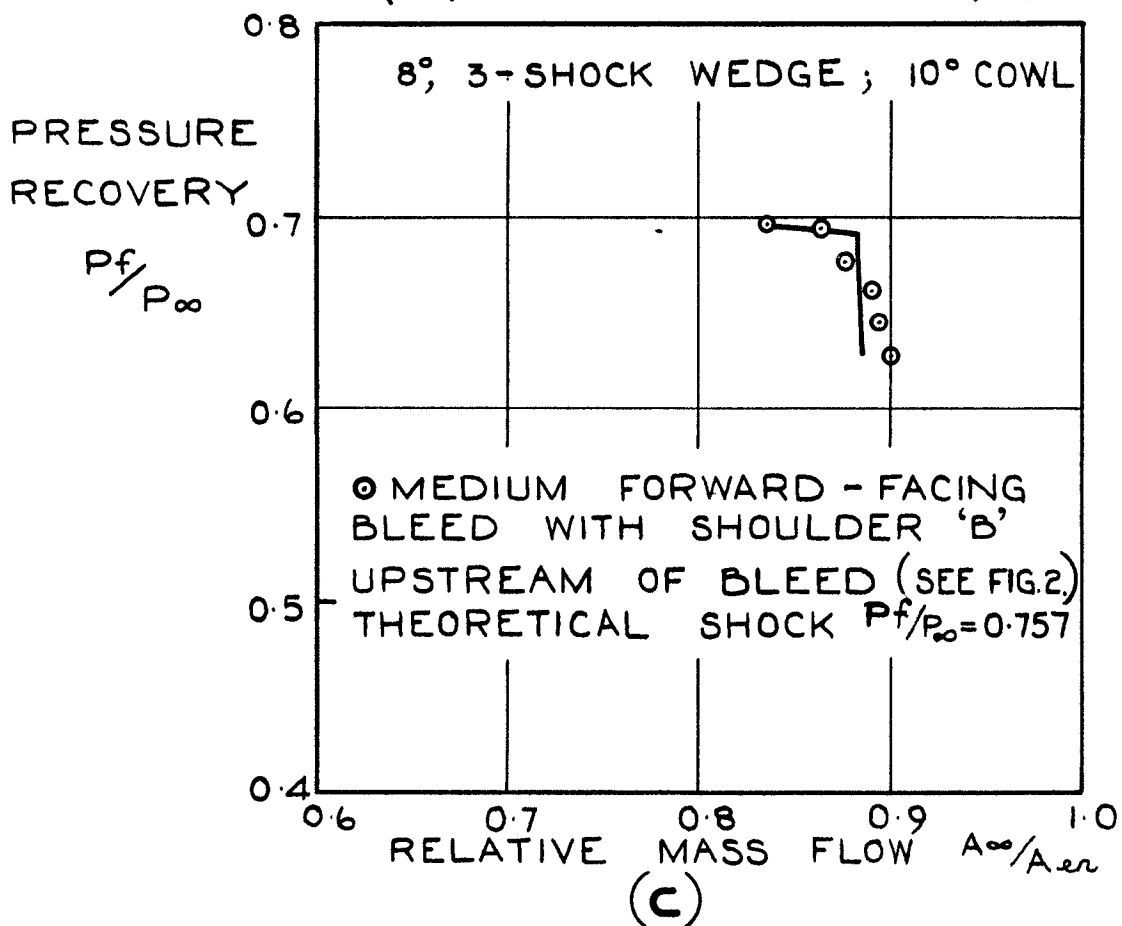 0.8
8°, 3-SHOCK WEDGE; 10° COWL
PRESSURE
RECOVERY
Pf/P∞
0.7
0.6
⊙ MEDIUM FORWARD-FACING
BLEED WITH SHOULDER 'B'
UPSTREAM OF BLEED (SEE FIG.2.)
THEORETICAL SHOCK Pf/P∞=0.757
0.5
0.4
0.6 0.7 0.8 0.9 1.0
RELATIVE MASS FLOW A∞/Aen
(C)